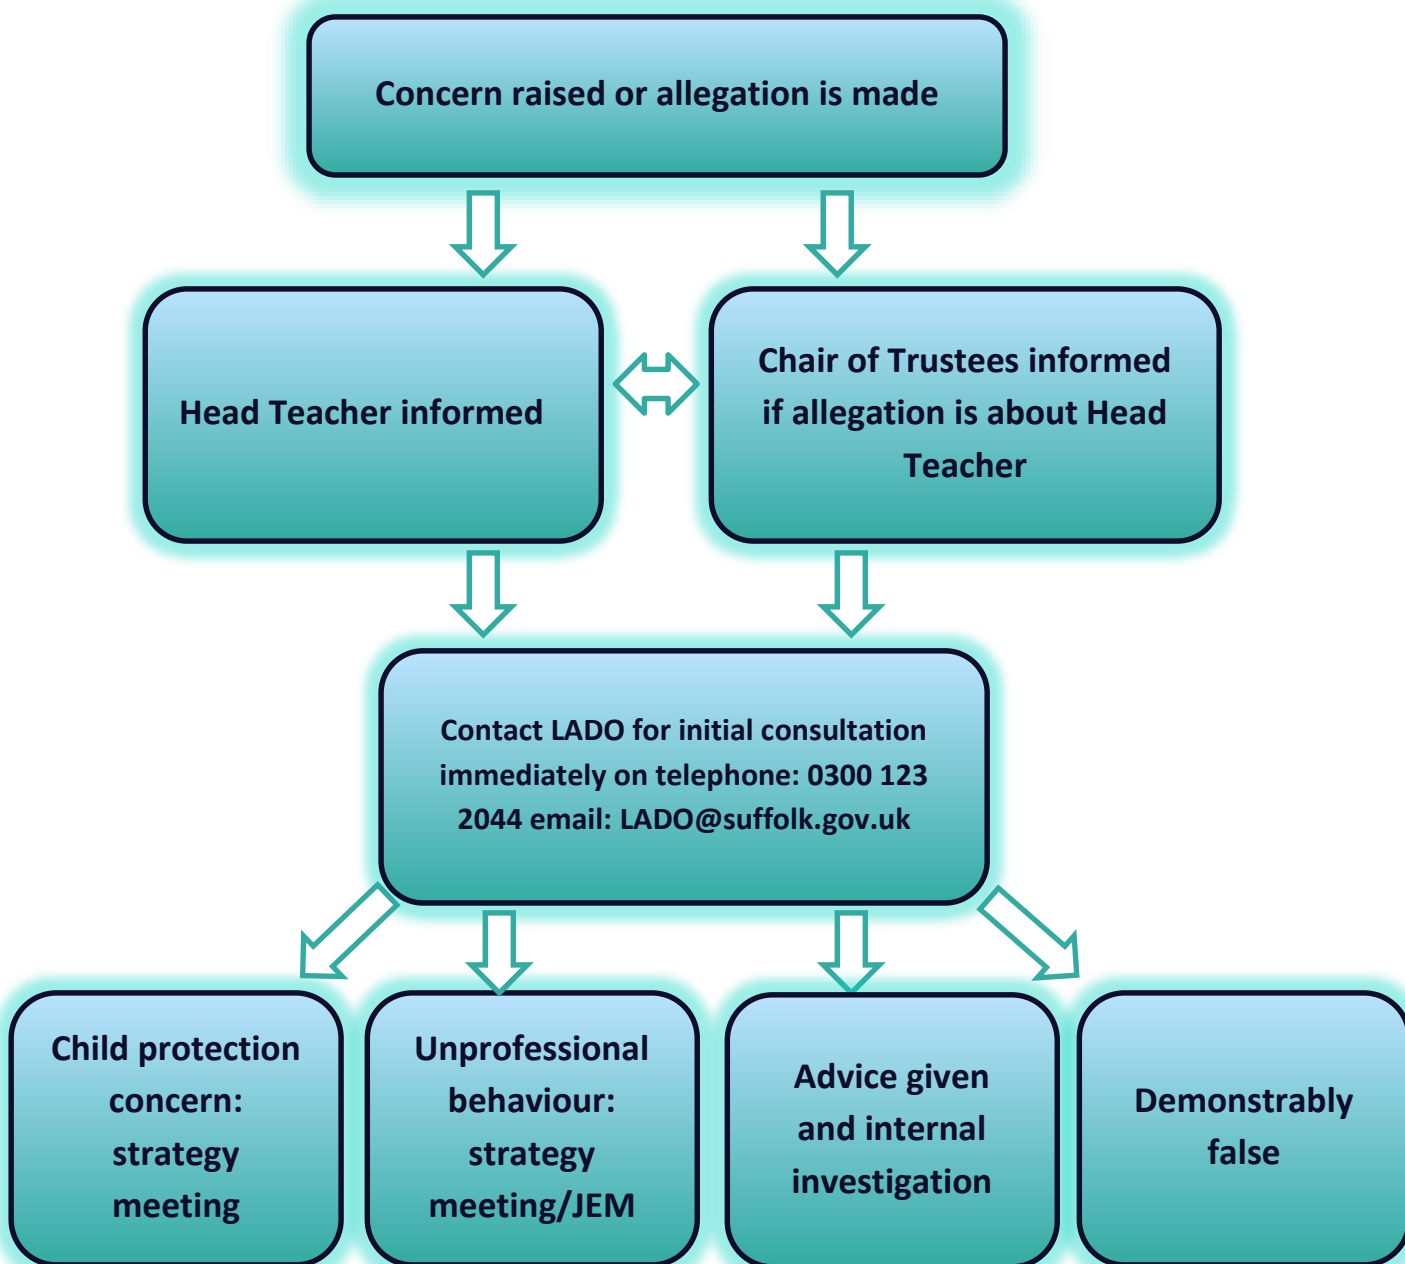 Concern raised or allegation is made
Head Teacher informed
Chair of Trustees informed
if allegation is about Head
Teacher
Contact LADO for initial consultation
immediately on telephone: 0300 123
2044 email: LADO@suffolk.gov.uk
Child protection
concern:
strategy
meeting
Unprofessional
behaviour:
strategy
meeting/JEM
Advice given
and internal
investigation
Demonstrably
false